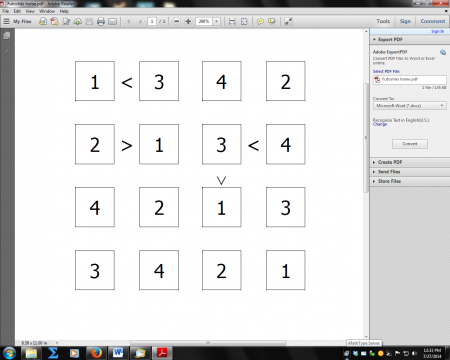 Futoshiki home.pdf - Adobe Reader
File Edit View Window Help
My Files
1 / 1
200%
Tools Sign Comment
Sign In
Export PDF
Adobe ExportPDF
Convert PDF files to Word or Excel online.
Select PDF File:
Futoshiki Home.pdf
1 file / 135 KB
Convert To:
Microsoft Word (*.docx)
Recognize Text in English(U.S.)
Change
Convert
Create PDF
Send Files
Store Files
1 < 3 4 2
2 > 1 3 < 4
∨
4 2 1 3
3 4 2 1
8.50 x 11.00 in
MathType Server
12:33 PM
7/27/2014